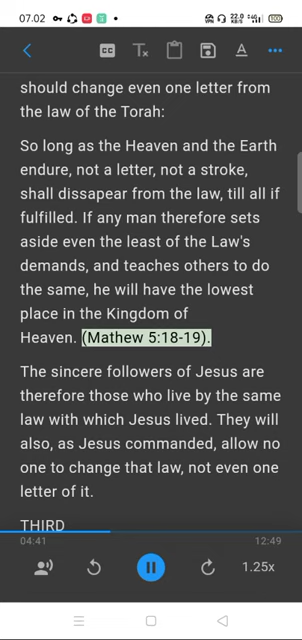 07.02
22.0
KB/S
CC
should change even one letter from
the law of the Torah:
So long as the Heaven and the Earth
endure, not a letter, not a stroke,
shall dissapear from the law, till all if
fulfilled. If any man therefore sets
aside even the least of the Law's
demands, and teaches others to do
the same, he will have the lowest
place in the Kingdom of
Heaven. (Mathew 5:18-19).
The sincere followers of Jesus are
therefore those who live by the same
law with which Jesus lived. They will
also, as Jesus commanded, allow no
one to change that law, not even one
letter of it.
THIRD
04:41 12:49
1.25x